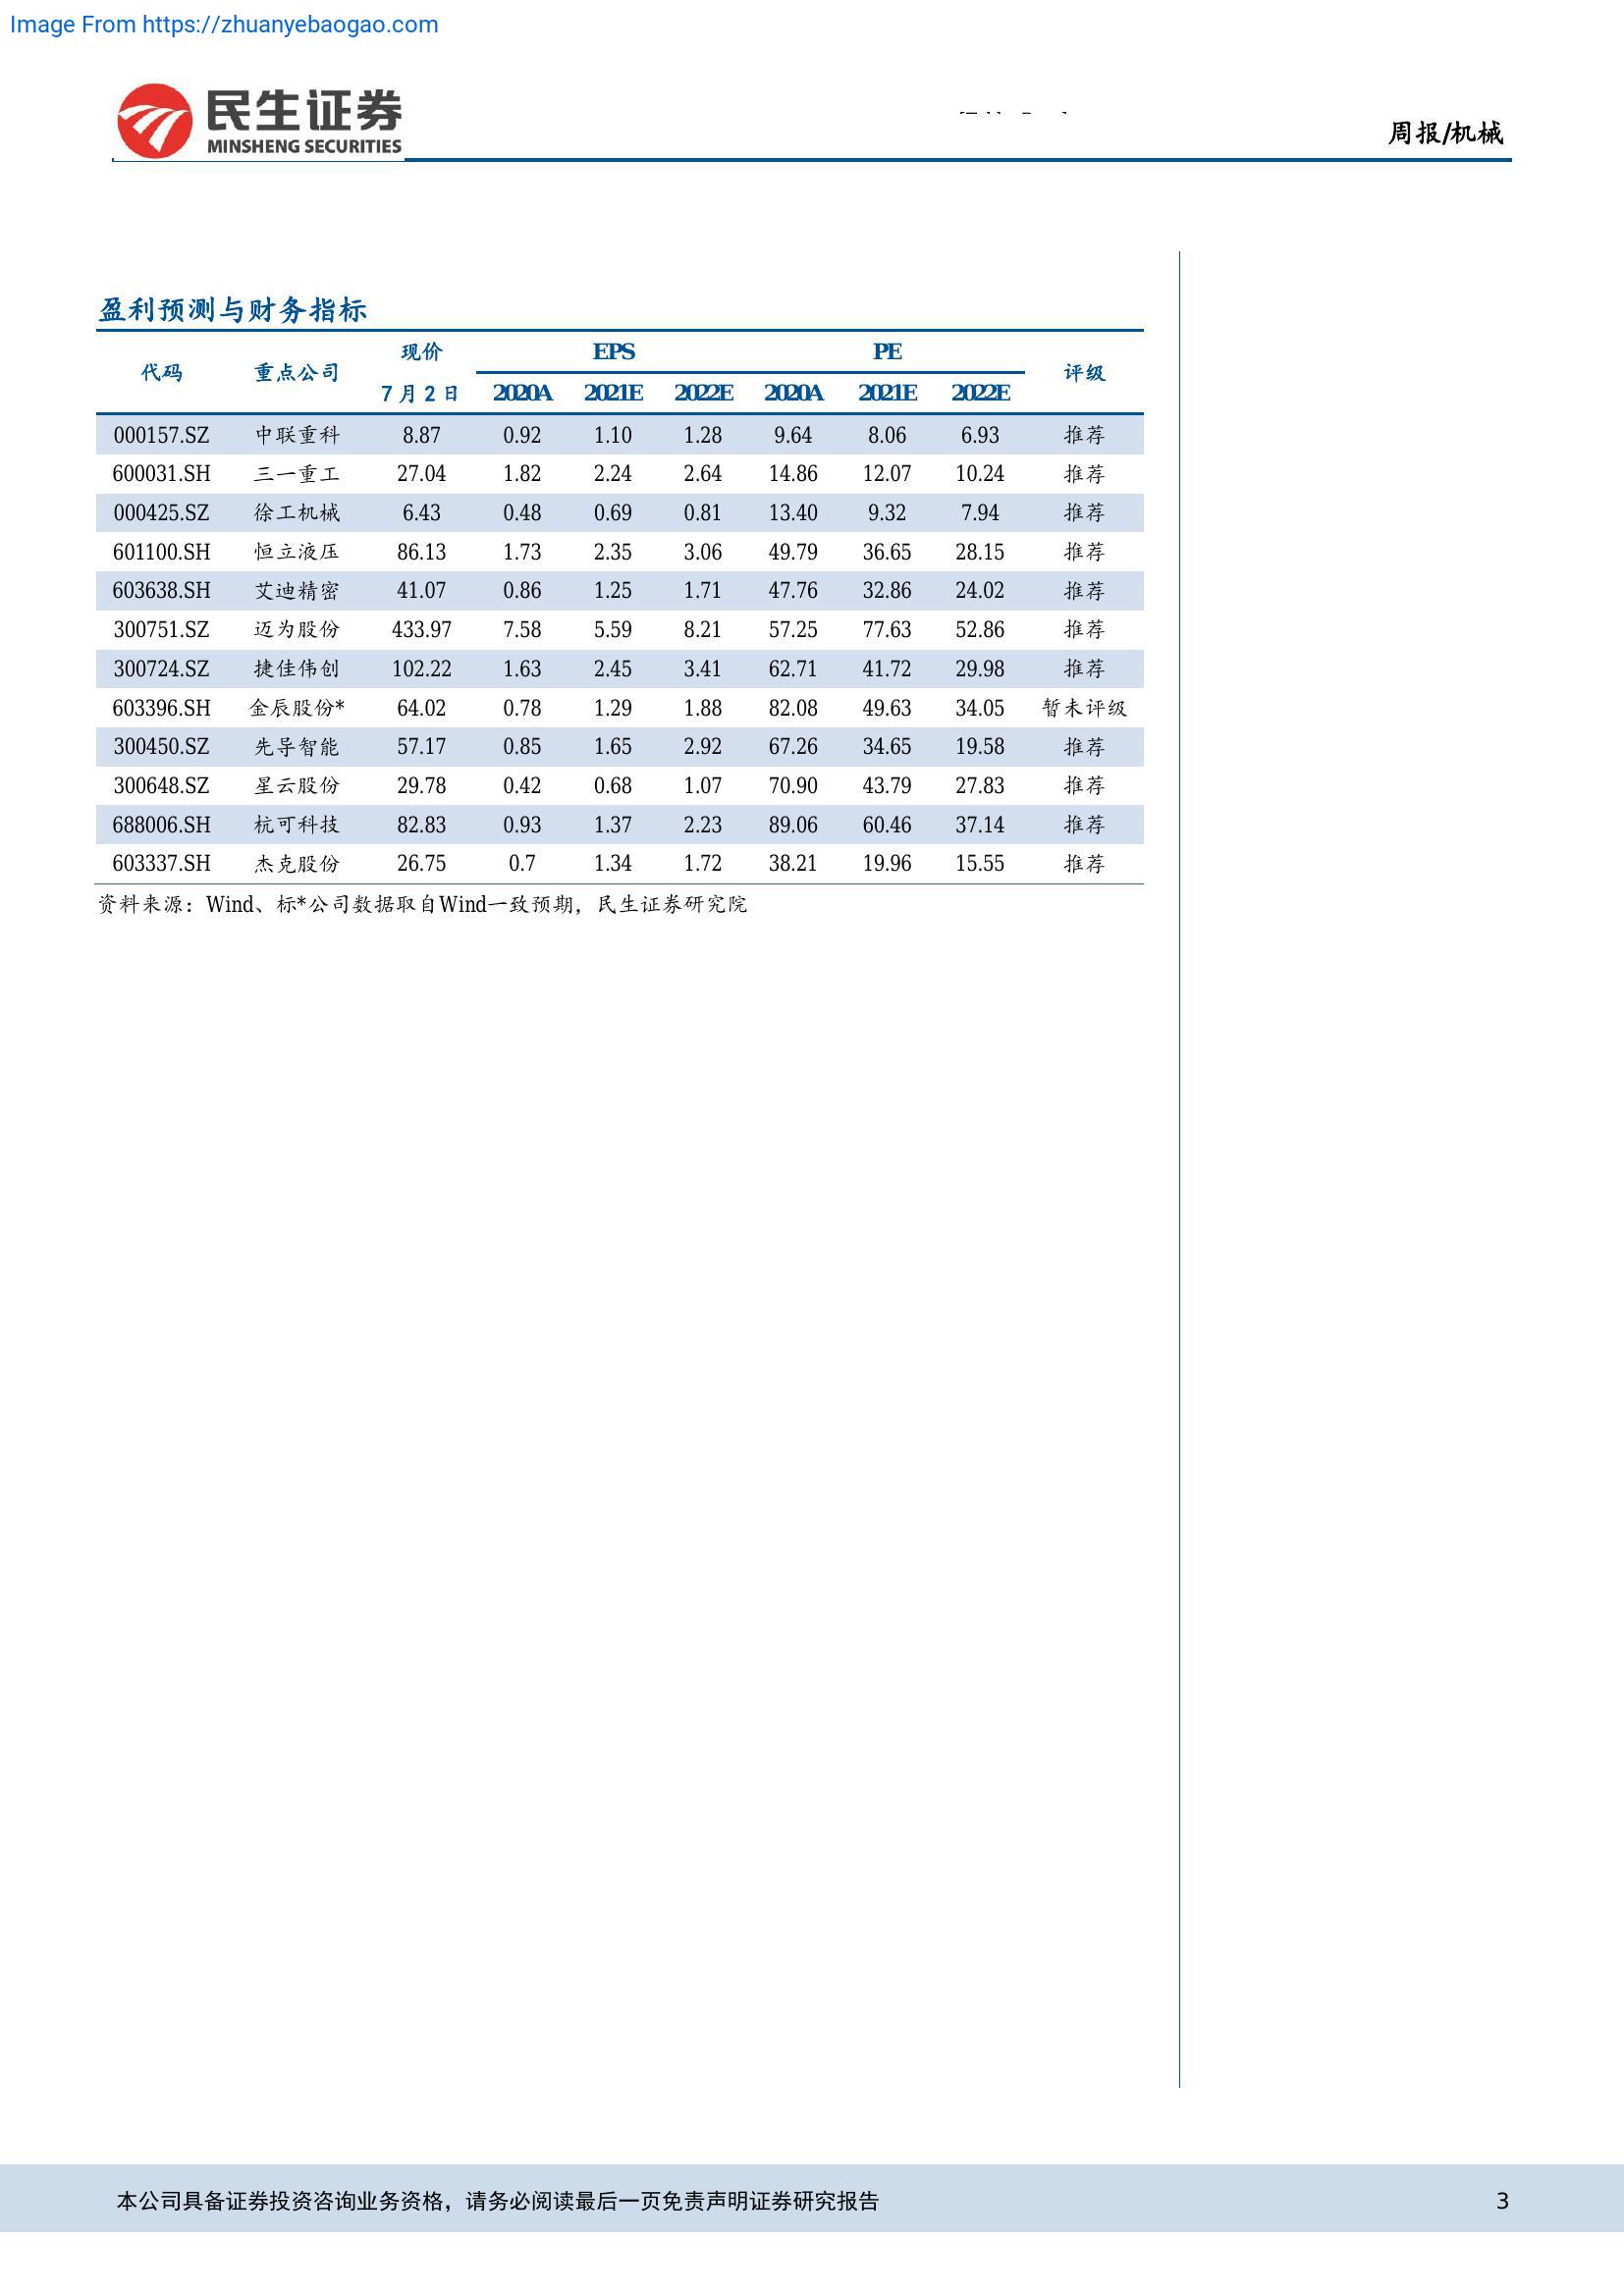 Image From https://zhuanyebaogao.com
民生证券
MINSHENG SECURITIES
周报/机械
盈利预测与财务指标
代码 重点公司 现价 EPS PE 评级
7月2日 2020A 2021E 2022E 2020A 2021E 2022E
000157.SZ 中联重科 8.87 0.92 1.10 1.28 9.64 8.06 6.93 推荐
600031.SH 三一重工 27.04 1.82 2.24 2.64 14.86 12.07 10.24 推荐
000425.SZ 徐工机械 6.43 0.48 0.69 0.81 13.40 9.32 7.94 推荐
601100.SH 恒立液压 86.13 1.73 2.35 3.06 49.79 36.65 28.15 推荐
603638.SH 艾迪精密 41.07 0.86 1.25 1.71 47.76 32.86 24.02 推荐
300751.SZ 迈为股份 433.97 7.58 5.59 8.21 57.25 77.63 52.86 推荐
300724.SZ 捷佳伟创 102.22 1.63 2.45 3.41 62.71 41.72 29.98 推荐
603396.SH 金辰股份* 64.02 0.78 1.29 1.88 82.08 49.63 34.05 暂未评级
300450.SZ 先导智能 57.17 0.85 1.65 2.92 67.26 34.65 19.58 推荐
300648.SZ 星云股份 29.78 0.42 0.68 1.07 70.90 43.79 27.83 推荐
688006.SH 杭可科技 82.83 0.93 1.37 2.23 89.06 60.46 37.14 推荐
603337.SH 杰克股份 26.75 0.7 1.34 1.72 38.21 19.96 15.55 推荐
资料来源：Wind、标*公司数据取自Wind一致预期，民生证券研究院
本公司具备证券投资咨询业务资格，请务必阅读最后一页免责声明证券研究报告 3